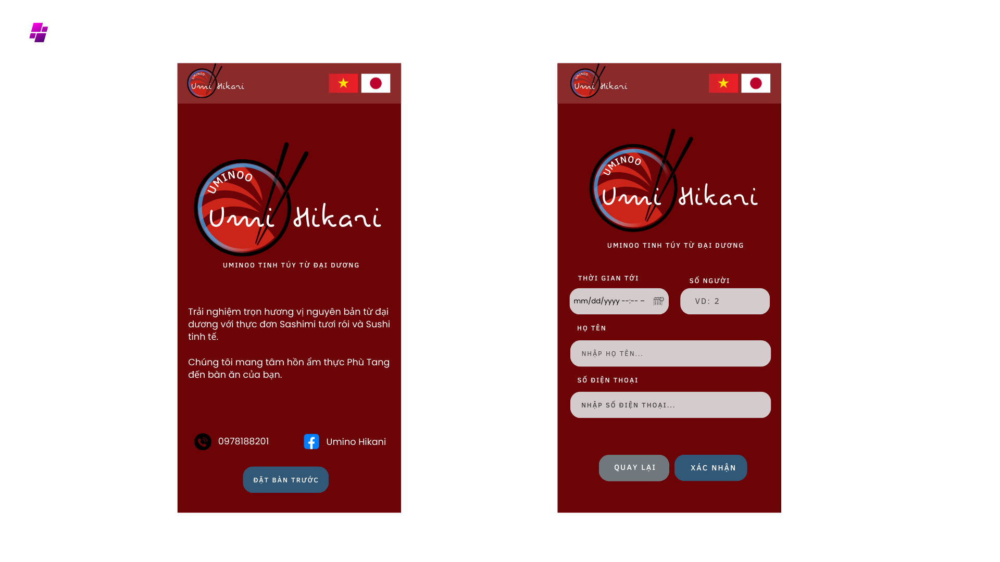 UMINOO
Umi Hikari
UMINOO
Umi Hikari
UMINOO TINH TÚY TỪ ĐẠI DƯƠNG
Trải nghiệm trọn hương vị nguyên bản từ đại
dương với thực đơn Sashimi tươi rói và Sushi
tinh tế.
Chúng tôi mang tâm hồn ẩm thực Phù Tang
đến bàn ăn của bạn.
0978188201
Umino Hikani
ĐẶT BÀN TRƯỚC
UMINOO
Umi Hikari
UMINOO
Umi Hikari
UMINOO TINH TÚY TỪ ĐẠI DƯƠNG
THỜI GIAN TỚI
SỐ NGƯỜI
mm/dd/yyyy --:-- --
VD: 2
HỌ TÊN
NHẬP HỌ TÊN...
SỐ ĐIỆN THOẠI
NHẬP SỐ ĐIỆN THOẠI...
QUAY LẠI
XÁC NHẬN